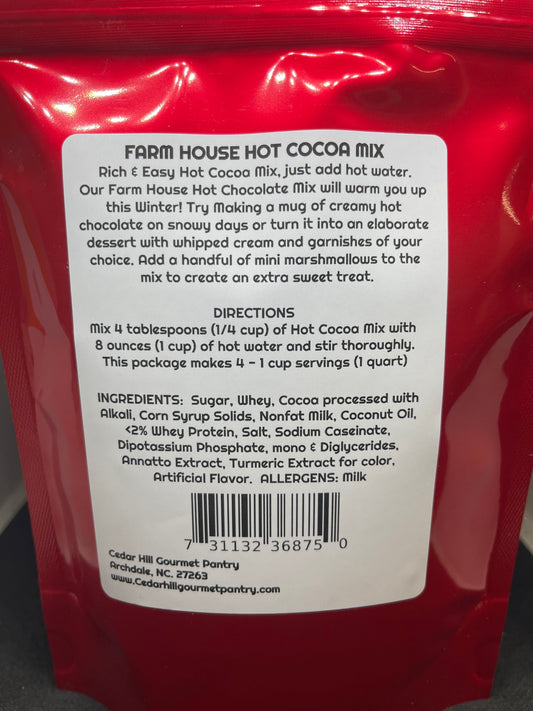 FARM HOUSE HOT COCOA MIX
Rich & Easy Hot Cocoa Mix, just add hot water.
Our Farm House Hot Chocolate Mix will warm you up
this Winter! Try Making a mug of creamy hot
chocolate on snowy days or turn it into an elaborate
dessert with whipped cream and garnishes of your
choice. Add a handful of mini marshmallows to the
mix to create an extra sweet treat.
DIRECTIONS
Mix 4 tablespoons (1/4 cup) of Hot Cocoa Mix with
8 ounces (1 cup) of hot water and stir thoroughly.
This package makes 4 - 1 cup servings (1 quart)
INGREDIENTS: Sugar, Whey, Cocoa processed with
Alkali, Corn Syrup Solids, Nonfat Milk, Coconut Oil,
<2% Whey Protein, Salt, Sodium Caseinate,
Dipotassium Phosphate, mono & Diglycerides,
Annatto Extract, Turmeric Extract for color,
Artificial Flavor. ALLERGENS: Milk
7 31132 36875 0
Cedar Hill Gourmet Pantry
Archdale, NC. 27263
www.Cedarhillgourmetpantry.com